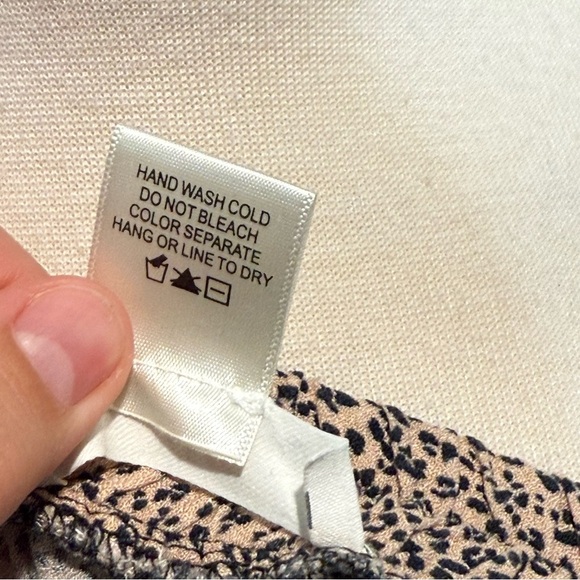 HAND WASH COLD
DO NOT BLEACH
COLOR SEPARATE
HANG OR LINE TO DRY